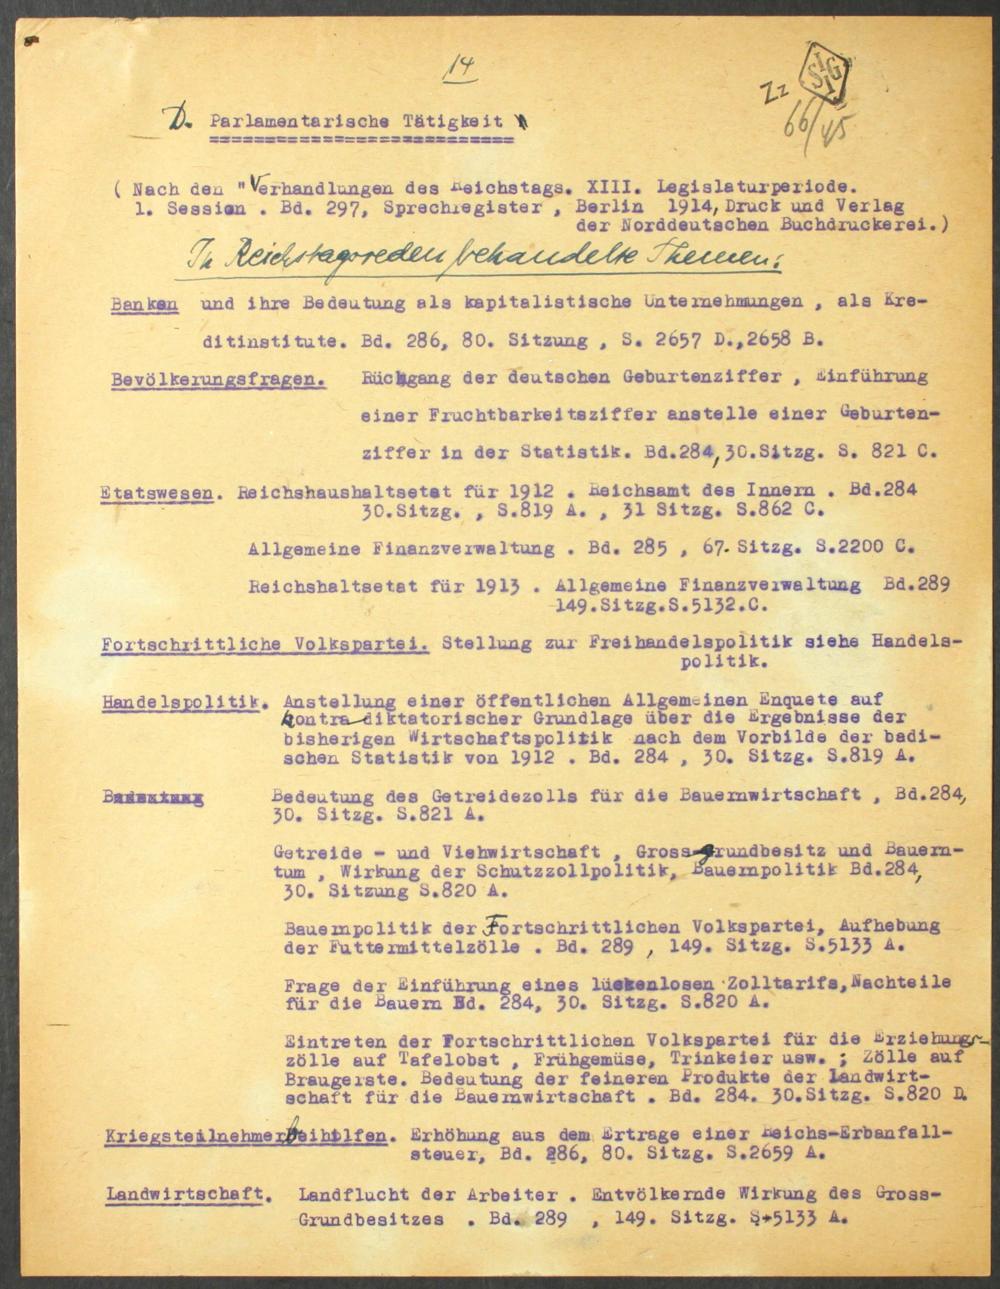 14
Zz
ISIGI
66/45
D. Parlamentarische Tätigkeit
(Nach den "Verhandlungen des Reichstags. XIII. Legislaturperiode.
1. Session . Bd. 297, Sprechregister , Berlin 1914, Druck und Verlag
der Norddeutschen Buchdruckerei.)
In Reichstagsreden behandelte Themen:
Banken und ihre Bedeutung als kapitalistische Unternehmungen , als Kre-
ditinstitute. Bd. 286, 80. Sitzung , S. 2657 D.,2658 B.
Bevölkerungsfragen. Rückgang der deutschen Geburtenziffer , Einführung
einer Fruchtbarkeitsziffer anstelle einer Geburten-
ziffer in der Statistik. Bd.284,30.Sitzg. S. 821 C.
Etatswesen. Reichshaushaltsetat für 1912 . Reichsamt des Innern . Bd.284
30.Sitzg. , S.819 A. , 31 Sitzg. S.862 C.
Allgemeine Finanzverwaltung . Bd. 285 , 67. Sitzg. S.2200 C.
Reichshaltsetat für 1913 . Allgemeine Finanzverwaltung Bd.289
149.Sitzg.S.5132.C.
Fortschrittliche Volkspartei. Stellung zur Freihandelspolitik siehe Handels-
politik.
Handelspolitik. Anstellung einer öffentlichen Allgemeinen Enquete auf
kontradiktatorischer Grundlage über die Ergebnisse der
bisherigen Wirtschaftspolitik nach dem Vorbilde der badi-
schen Statistik von 1912 . Bd. 284 , 30. Sitzg. S.819 A.
Bedeutung des Getreidezolls für die Bauernwirtschaft , Bd.284,
30. Sitzg. S.821 A.
Getreide - und Viehwirtschaft , Grossgrundbesitz und Bauern-
tum , Wirkung der Schutzzollpolitik, Bauernpolitik Bd.284,
30. Sitzung S.820 A.
Bauernpolitik der Fortschrittlichen Volkspartei, Aufhebung
der Futtermittelzölle . Bd. 289 , 149. Sitzg. S.5133 A.
Frage der Einführung eines lückenlosen Zolltarifs,Nachteile
für die Bauern Bd. 284, 30. Sitzg. S.820 A.
Eintreten der Fortschrittlichen Volkspartei für die Erziehungs-
zölle auf Tafelobst , Frühgemüse, Trinkeier usw. ; Zölle auf
Braugerste. Bedeutung der feineren Produkte der Landwirt-
schaft für die Bauernwirtschaft . Bd. 284. 30.Sitzg. S.820 D.
Kriegsteilnehmerbeihilfen. Erhöhung aus dem Ertrage einer Reichs-Erbanfall-
steuer, Bd. 286, 80. Sitzg. S.2659 A.
Landwirtschaft. Landflucht der Arbeiter . Entvölkernde Wirkung des Gross-
Grundbesitzes . Bd. 289 , 149. Sitzg. S.5133 A.